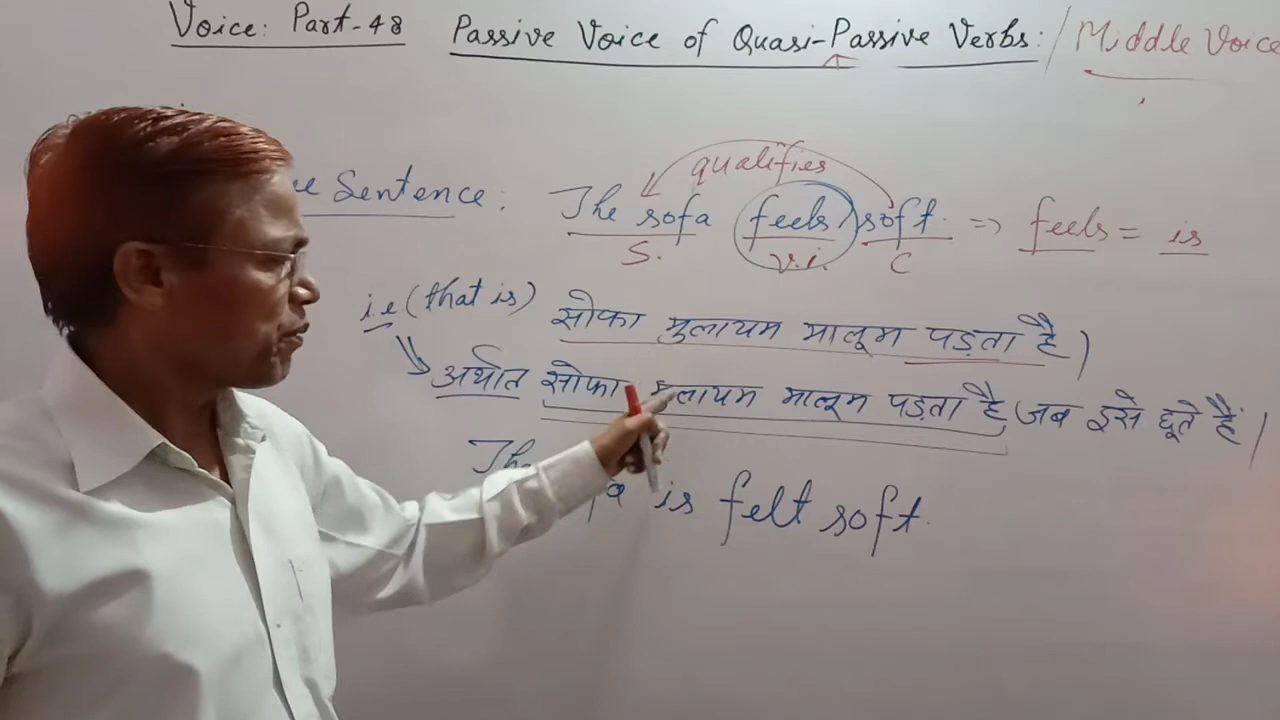 Voice: Part-48 Passive Voice of Quasi-Passive Verbs: / Middle Voice
qualifies
Sentence: The sofa feels soft. => feels = is
S. v.i. C
i.e (that is) सोफा मुलायम मालूम पड़ता है)
अर्थात सोफा मुलायम मालूम पड़ता है (जब इसे छूते हैं)
is felt soft.